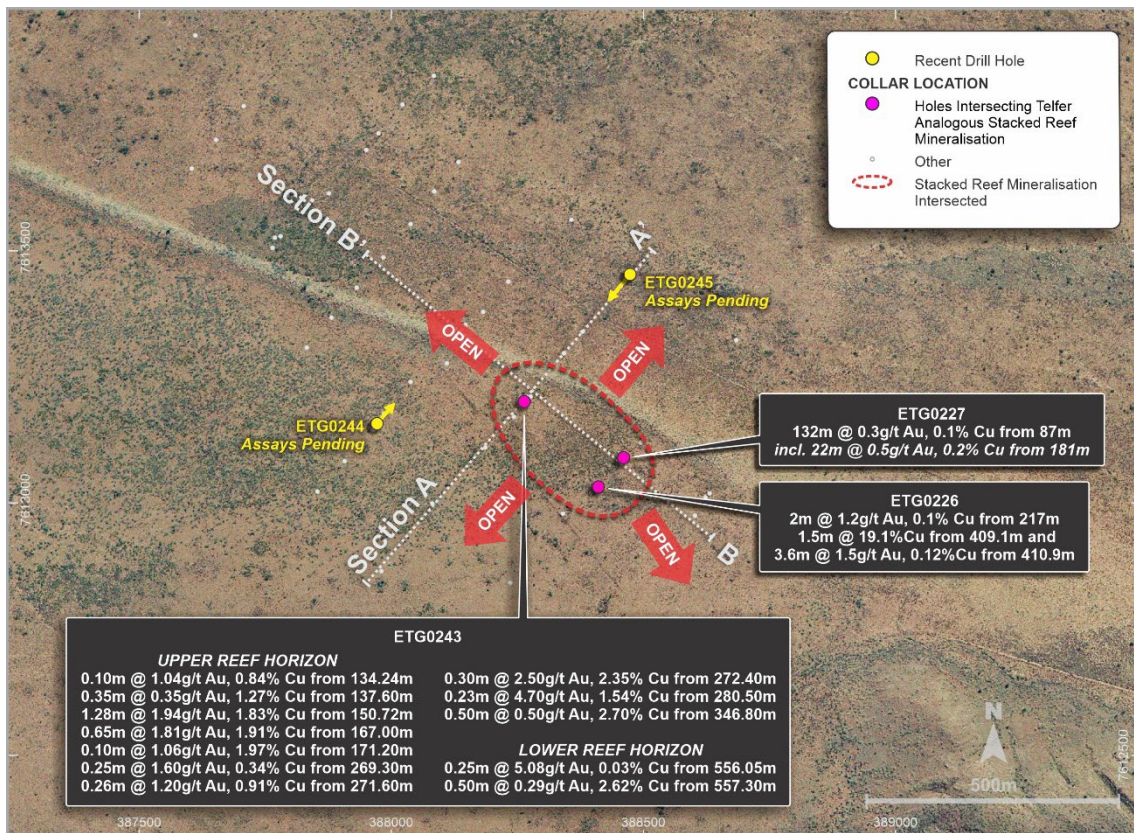 Recent Drill Hole
COLLAR LOCATION
Holes Intersecting Telfer
Analogous Stacked Reef
Mineralisation
Other
Stacked Reef Mineralisation
Intersected
Section B'
A'
7613500
7613500
ETG0245
Assays Pending
OPEN
OPEN
ETG0244
Assays Pending
ETG0227
132m @ 0.3g/t Au, 0.1% Cu from 87m
incl. 22m @ 0.5g/t Au, 0.2% Cu from 181m
7612000
Section A
OPEN
OPEN
B
ETG0226
2m @ 1.2g/t Au, 0.1% Cu from 217m
1.5m @ 19.1%Cu from 409.1m and
3.6m @ 1.5g/t Au, 0.12%Cu from 410.9m
ETG0243
UPPER REEF HORIZON
0.10m @ 1.04g/t Au, 0.84% Cu from 134.24m
0.35m @ 0.35g/t Au, 1.27% Cu from 137.60m
1.28m @ 1.94g/t Au, 1.83% Cu from 150.72m
0.65m @ 1.81g/t Au, 1.91% Cu from 167.00m
0.10m @ 1.06g/t Au, 1.97% Cu from 171.20m
0.25m @ 1.60g/t Au, 0.34% Cu from 269.30m
0.26m @ 1.20g/t Au, 0.91% Cu from 271.60m
0.30m @ 2.50g/t Au, 2.35% Cu from 272.40m
0.23m @ 4.70g/t Au, 1.54% Cu from 280.50m
0.50m @ 0.50g/t Au, 2.70% Cu from 346.80m
LOWER REEF HORIZON
0.25m @ 5.08g/t Au, 0.03% Cu from 556.05m
0.50m @ 0.29g/t Au, 2.62% Cu from 557.30m
N
500m
7612500
387500
388000
388500
389000